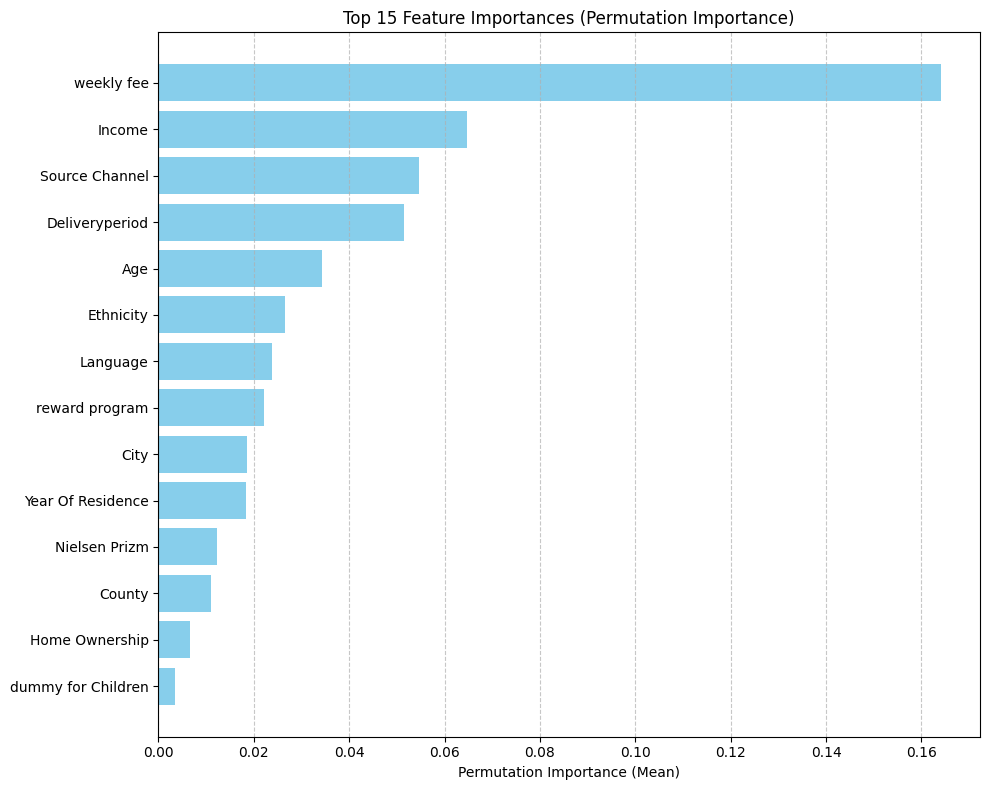 Top 15 Feature Importances (Permutation Importance)
weekly fee
Income
Source Channel
Deliveryperiod
Age
Ethnicity
Language
reward program
City
Year Of Residence
Nielsen Prizm
County
Home Ownership
dummy for Children
0.00 0.02 0.04 0.06 0.08 0.10 0.12 0.14 0.16
Permutation Importance (Mean)